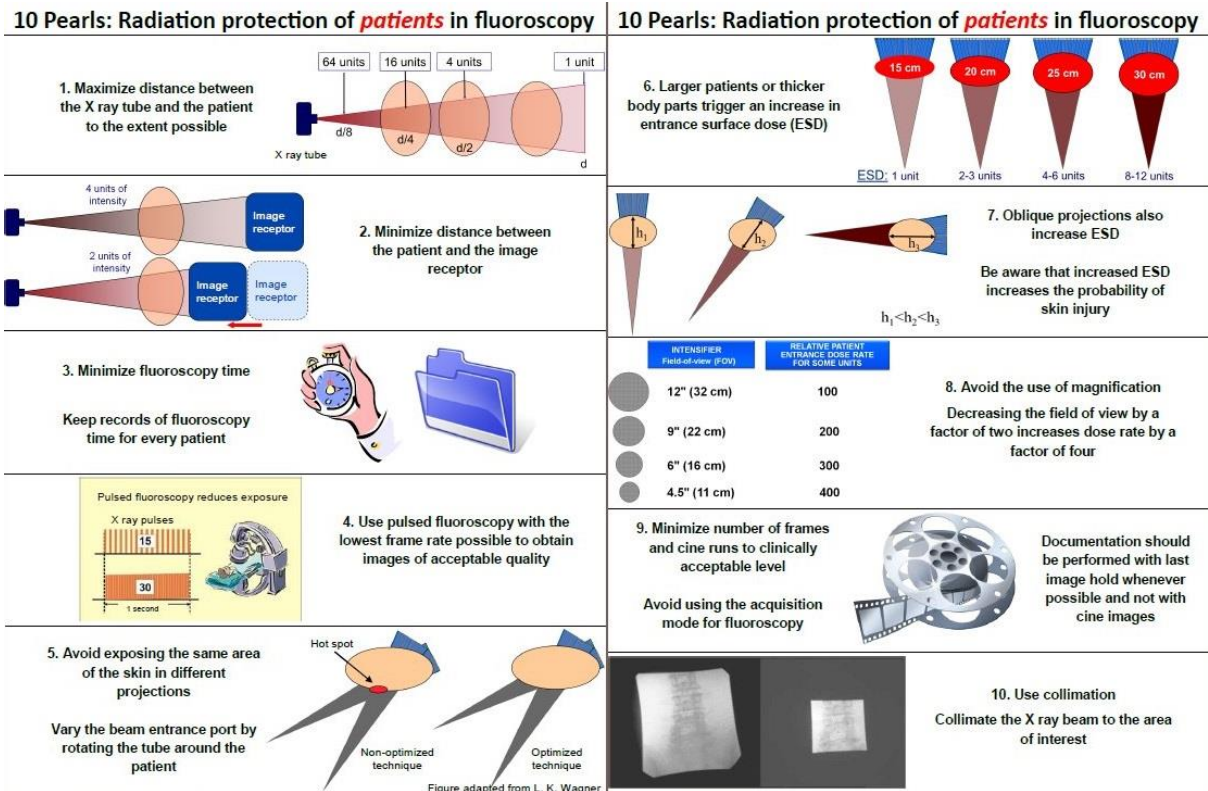 10 Pearls: Radiation protection of patients in fluoroscopy
1. Maximize distance between
the X ray tube and the patient
to the extent possible
64 units
16 units
4 units
1 unit
d/8
d/4
d/2
d
X ray tube
4 units of
intensity
Image
receptor
2 units of
intensity
Image
receptor
Image
receptor
2. Minimize distance between
the patient and the image
receptor
3. Minimize fluoroscopy time
Keep records of fluoroscopy
time for every patient
Pulsed fluoroscopy reduces exposure
X ray pulses
15
30
1 second
4. Use pulsed fluoroscopy with the
lowest frame rate possible to obtain
images of acceptable quality
5. Avoid exposing the same area
of the skin in different
projections
Vary the beam entrance port by
rotating the tube around the
patient
Hot spot
Non-optimized
technique
Optimized
technique
Figure adapted from L. K. Wagner
10 Pearls: Radiation protection of patients in fluoroscopy
6. Larger patients or thicker
body parts trigger an increase in
entrance surface dose (ESD)
15 cm
20 cm
25 cm
30 cm
ESD: 1 unit
2-3 units
4-6 units
8-12 units
h1
h2
h3
h1<h2<h3
7. Oblique projections also
increase ESD
Be aware that increased ESD
increases the probability of
skin injury
INTENSIFIER
Field-of-view (FOV)
RELATIVE PATIENT
ENTRANCE DOSE RATE
FOR SOME UNITS
12" (32 cm) 100
9" (22 cm) 200
6" (16 cm) 300
4.5" (11 cm) 400
8. Avoid the use of magnification
Decreasing the field of view by a
factor of two increases dose rate by a
factor of four
9. Minimize number of frames
and cine runs to clinically
acceptable level
Avoid using the acquisition
mode for fluoroscopy
Documentation should
be performed with last
image hold whenever
possible and not with
cine images
10. Use collimation
Collimate the X ray beam to the area
of interest